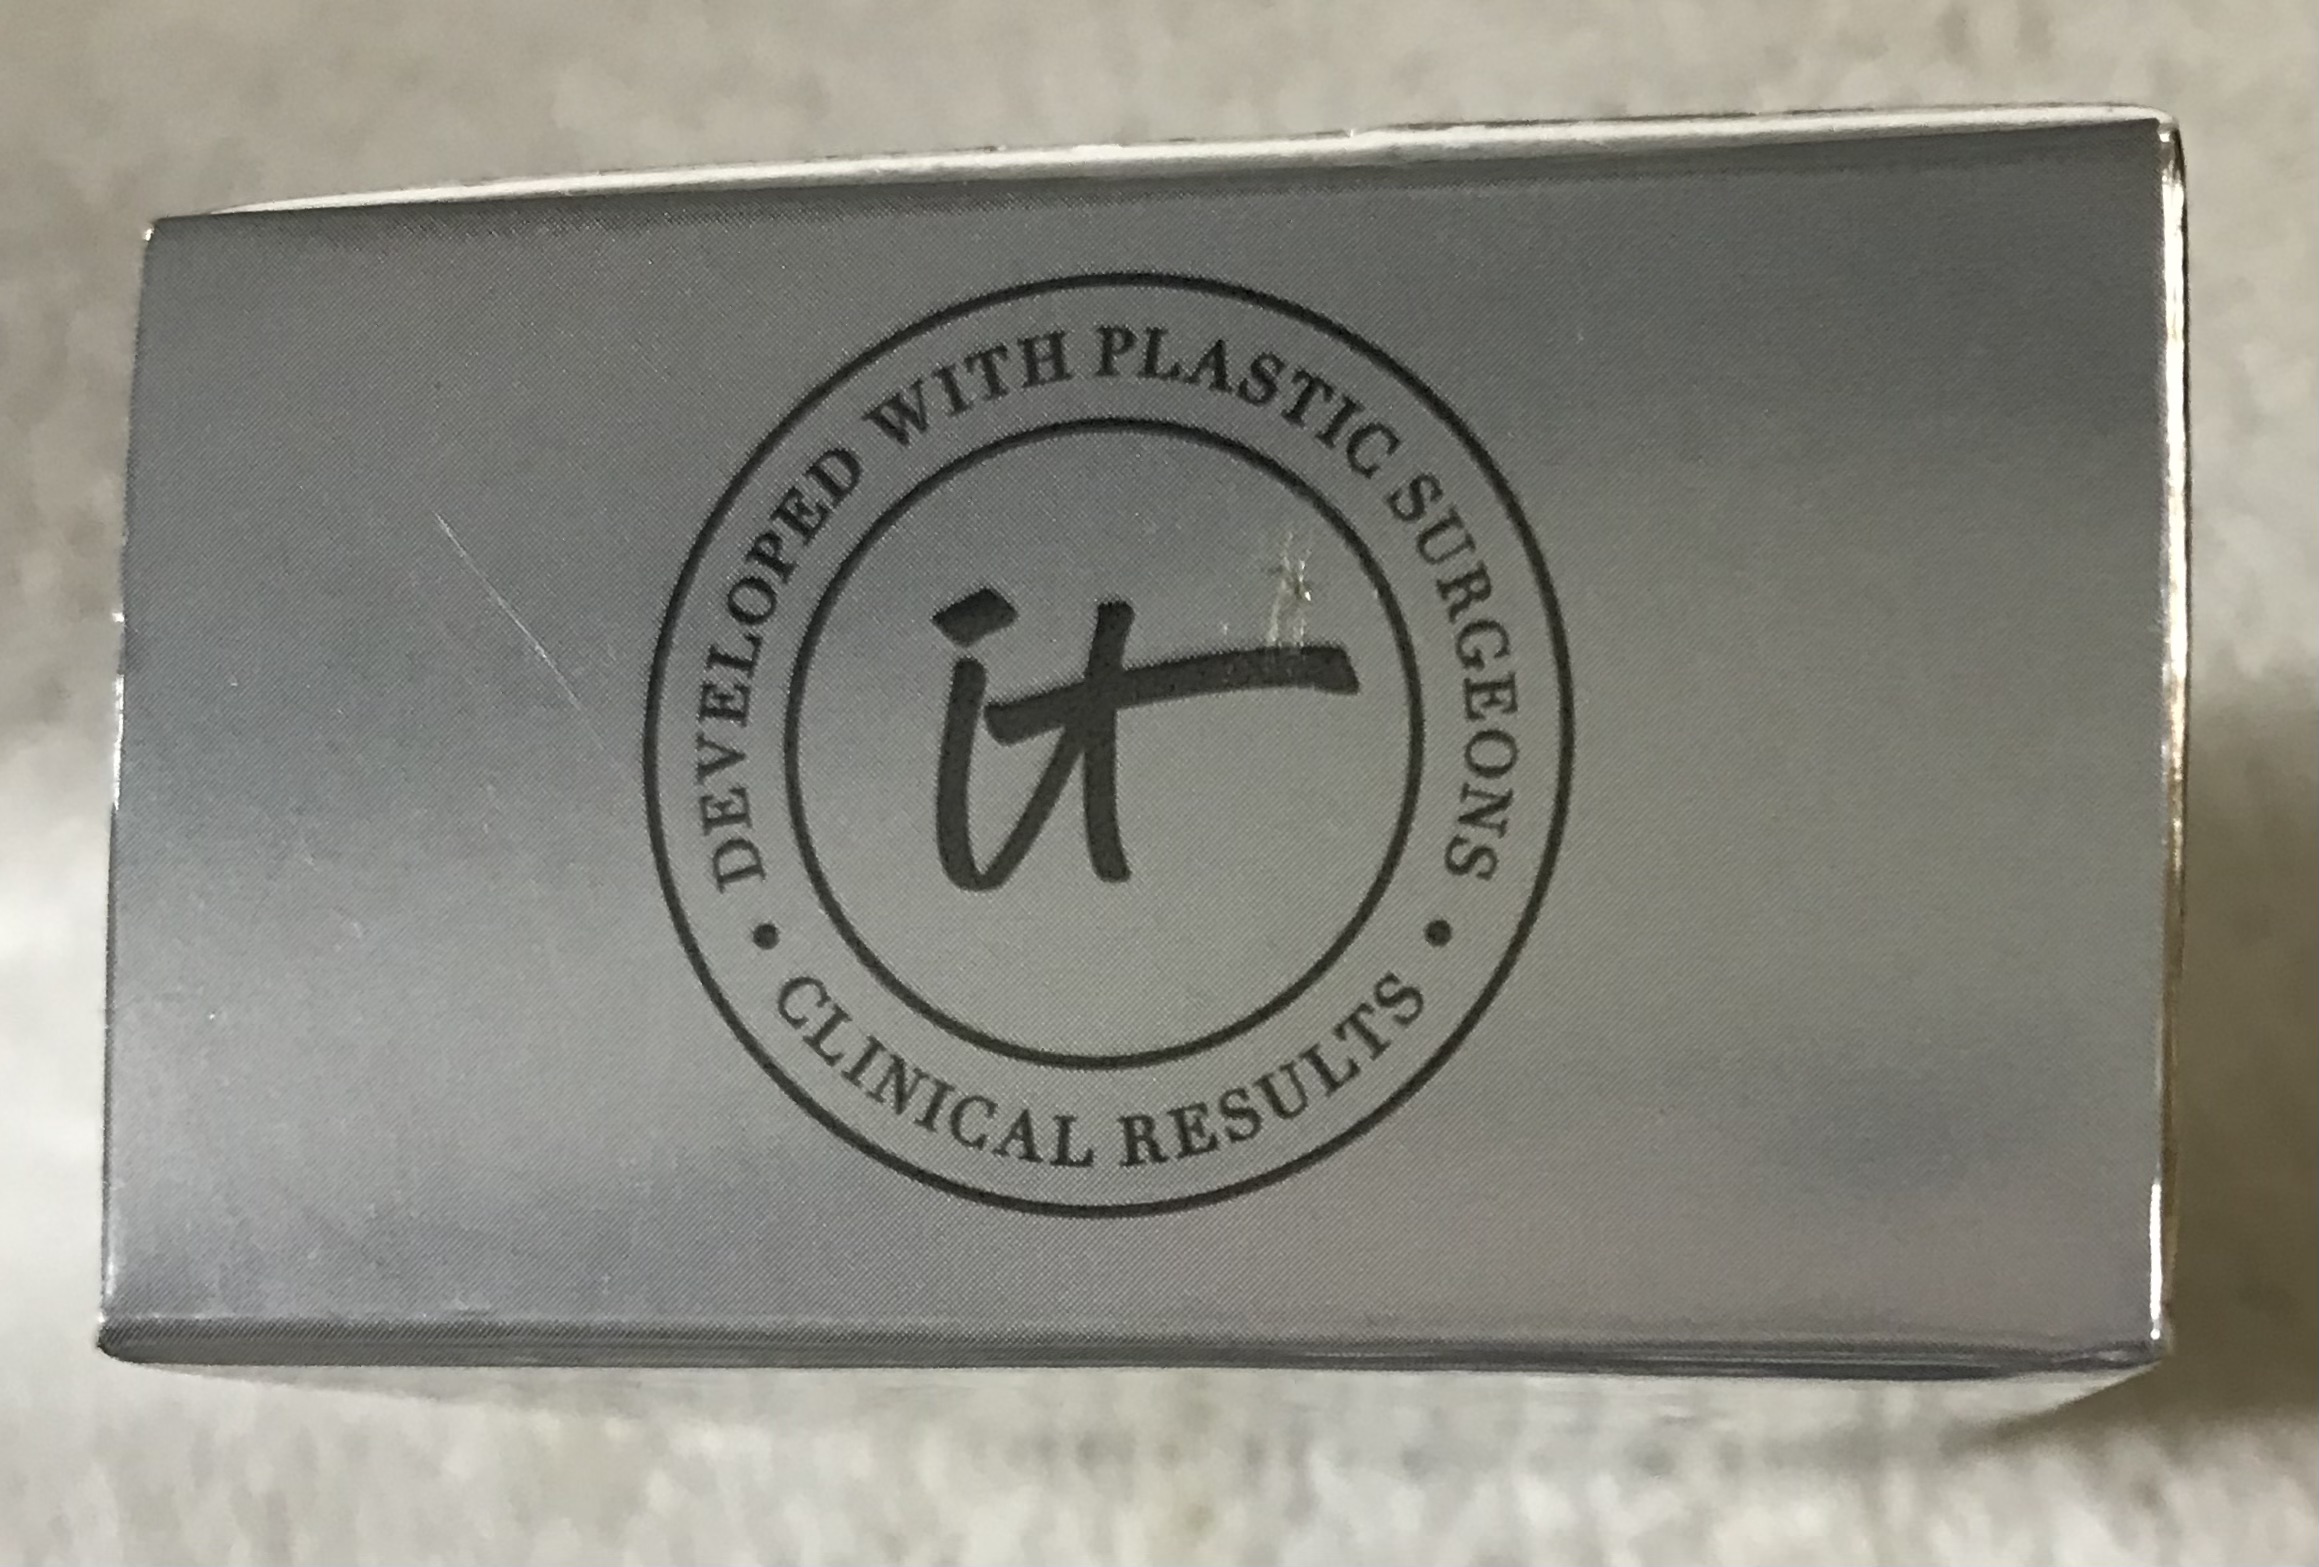 DEVELOPED WITH PLASTIC SURGEONS
it
• CLINICAL RESULTS •